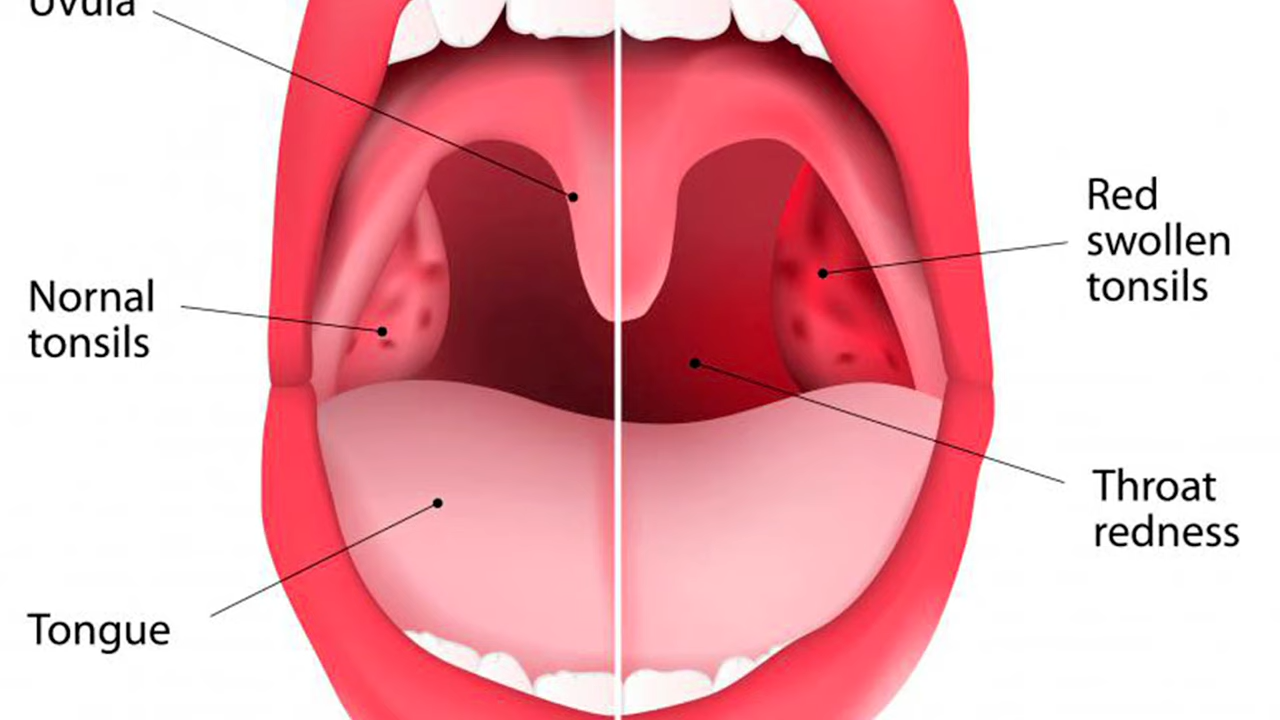 Uvula
Nornal
tonsils
Tongue
Red
swollen
tonsils
Throat
redness